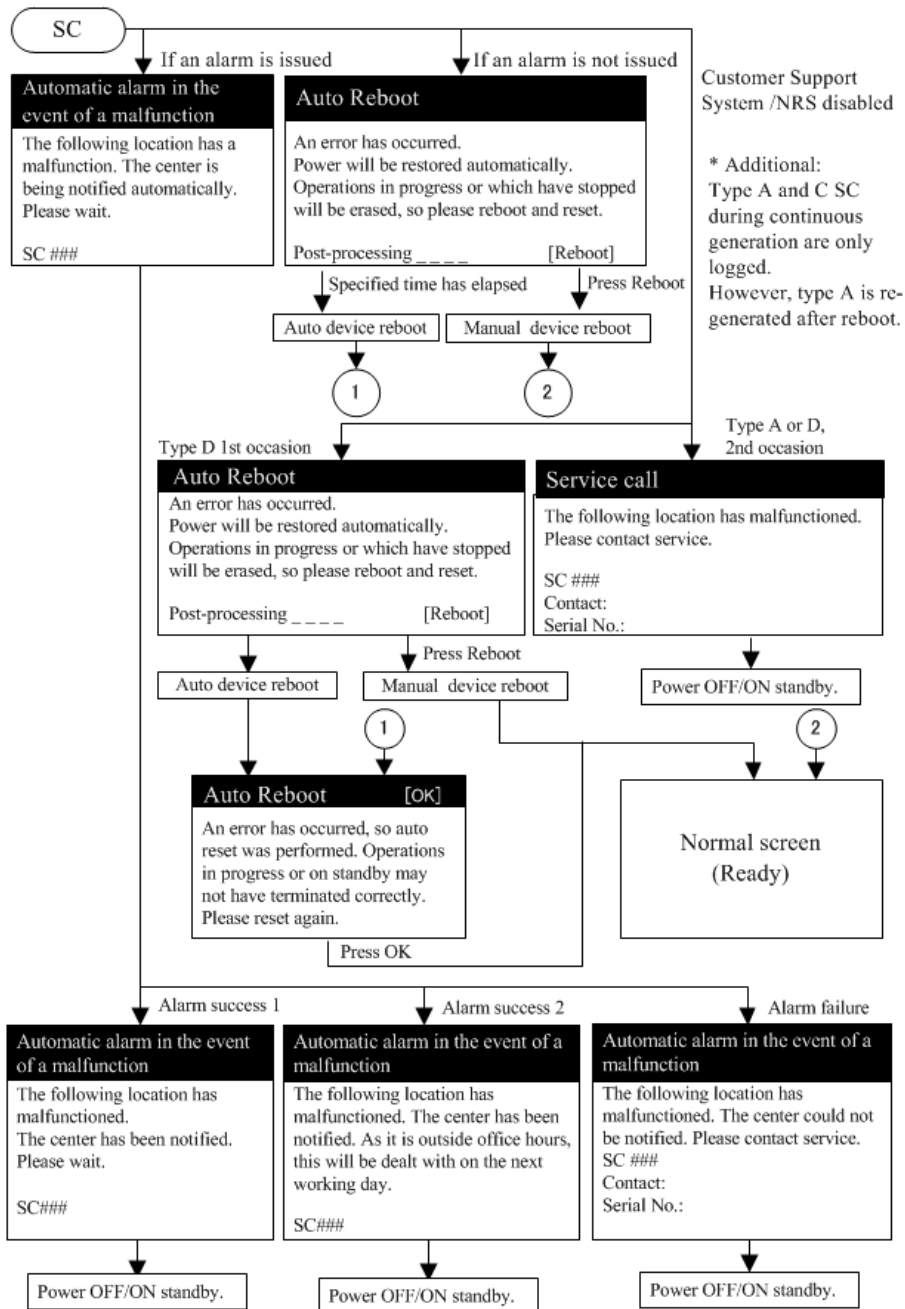 SC
If an alarm is issued
If an alarm is not issued
Customer Support
System /NRS disabled
Automatic alarm in the
event of a malfunction
The following location has a
malfunction. The center is
being notified automatically.
Please wait.
SC ###
Auto Reboot
An error has occurred.
Power will be restored automatically.
Operations in progress or which have stopped
will be erased, so please reboot and reset.
Post-processing _ _ _ _ [Reboot]
* Additional:
Type A and C SC
during continuous
generation are only
logged.
However, type A is re-
generated after reboot.
Specified time has elapsed
Press Reboot
Auto device reboot
Manual device reboot
1
2
Type D 1st occasion
Auto Reboot
An error has occurred.
Power will be restored automatically.
Operations in progress or which have stopped
will be erased, so please reboot and reset.
Post-processing _ _ _ _ [Reboot]
Type A or D,
2nd occasion
Service call
The following location has malfunctioned.
Please contact service.
SC ###
Contact:
Serial No.:
Press Reboot
Auto device reboot
Manual device reboot
Power OFF/ON standby.
1
2
Auto Reboot [OK]
An error has occurred, so auto
reset was performed. Operations
in progress or on standby may
not have terminated correctly.
Please reset again.
Normal screen
(Ready)
Press OK
Alarm success 1
Alarm success 2
Alarm failure
Automatic alarm in the event
of a malfunction
The following location has
malfunctioned.
The center has been notified.
Please wait.
SC###
Automatic alarm in the event of a
malfunction
The following location has
malfunctioned. The center has been
notified. As it is outside office hours,
this will be dealt with on the next
working day.
SC###
Automatic alarm in the event of a
malfunction
The following location has
malfunctioned. The center could not
be notified. Please contact service.
SC ###
Contact:
Serial No.:
Power OFF/ON standby.
Power OFF/ON standby.
Power OFF/ON standby.